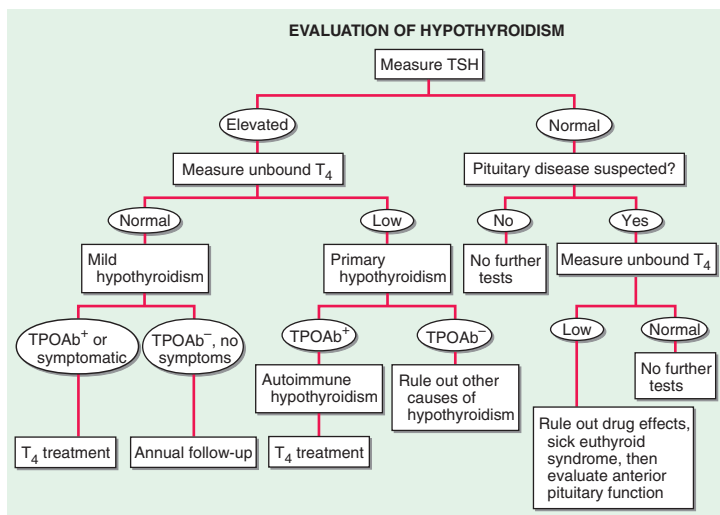 EVALUATION OF HYPOTHYROIDISM
Measure TSH
Elevated
Normal
Measure unbound T4
Pituitary disease suspected?
Normal
Low
No
Yes
Mild
hypothyroidism
Primary
hypothyroidism
No further
tests
Measure unbound T4
TPOAb+ or
symptomatic
TPOAb–, no
symptoms
TPOAb+
TPOAb–
Low
Normal
Autoimmune
hypothyroidism
Rule out other
causes of
hypothyroidism
No further
tests
T4 treatment
Annual follow-up
T4 treatment
Rule out drug effects,
sick euthyroid
syndrome, then
evaluate anterior
pituitary function